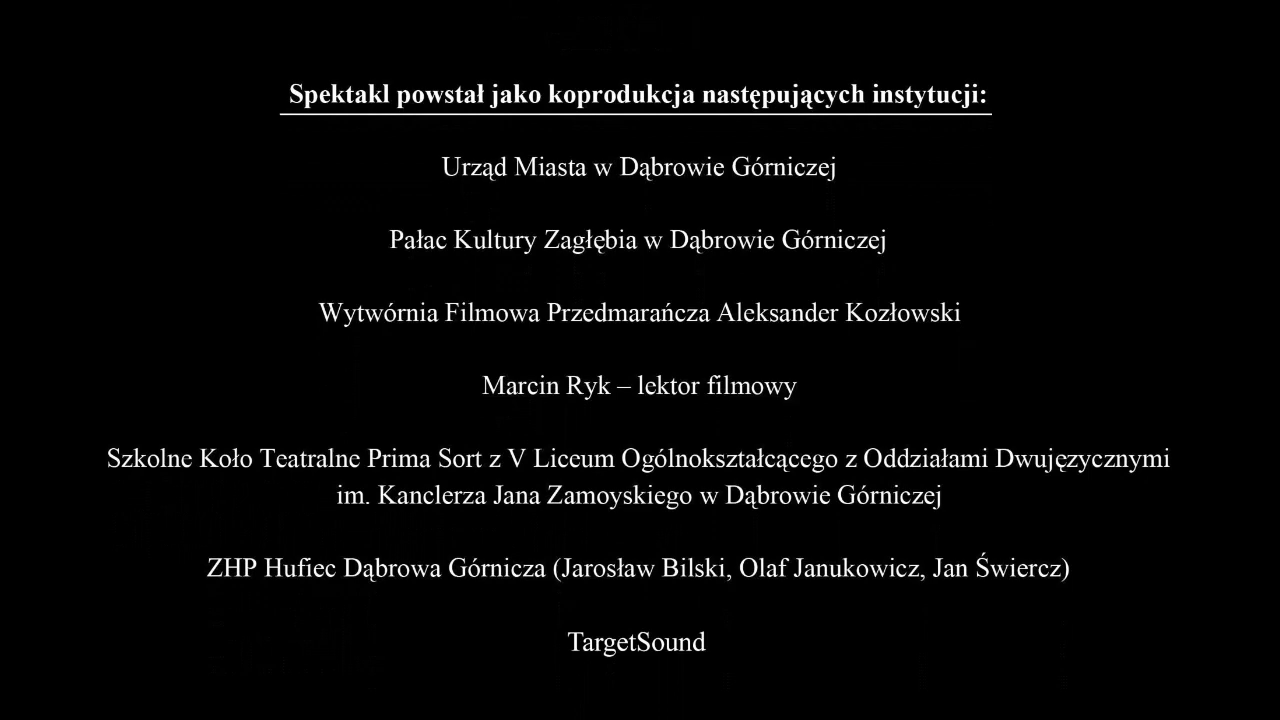 Spektakl powstał jako koprodukcja następujących instytucji:
Urząd Miasta w Dąbrowie Górniczej
Pałac Kultury Zagłębia w Dąbrowie Górniczej
Wytwórnia Filmowa Przedmarańcza Aleksander Kozłowski
Marcin Ryk – lektor filmowy
Szkolne Koło Teatralne Prima Sort z V Liceum Ogólnokształcącego z Oddziałami Dwujęzycznymi
im. Kanclerza Jana Zamoyskiego w Dąbrowie Górniczej
ZHP Hufiec Dąbrowa Górnicza (Jarosław Bilski, Olaf Janukowicz, Jan Świercz)
TargetSound